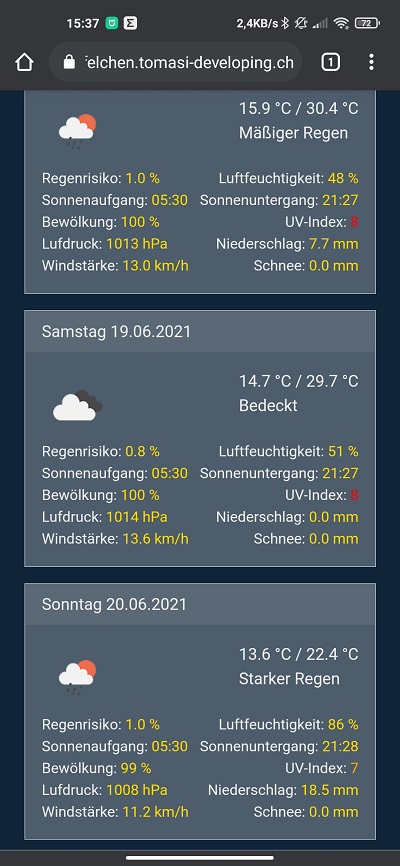 15:37 2,4KB/s 72
felchen.tomasi-developing.ch 1
15.9 °C / 30.4 °C
Mäßiger Regen
Regenrisiko: 1.0 % Luftfeuchtigkeit: 48 %
Sonnenaufgang: 05:30 Sonnenuntergang: 21:27
Bewölkung: 100 % UV-Index: 8
Lufdruck: 1013 hPa Niederschlag: 7.7 mm
Windstärke: 13.0 km/h Schnee: 0.0 mm
Samstag 19.06.2021
14.7 °C / 29.7 °C
Bedeckt
Regenrisiko: 0.8 % Luftfeuchtigkeit: 51 %
Sonnenaufgang: 05:30 Sonnenuntergang: 21:27
Bewölkung: 100 % UV-Index: 8
Lufdruck: 1014 hPa Niederschlag: 0.0 mm
Windstärke: 13.6 km/h Schnee: 0.0 mm
Sonntag 20.06.2021
13.6 °C / 22.4 °C
Starker Regen
Regenrisiko: 1.0 % Luftfeuchtigkeit: 86 %
Sonnenaufgang: 05:30 Sonnenuntergang: 21:28
Bewölkung: 99 % UV-Index: 7
Lufdruck: 1008 hPa Niederschlag: 18.5 mm
Windstärke: 11.2 km/h Schnee: 0.0 mm